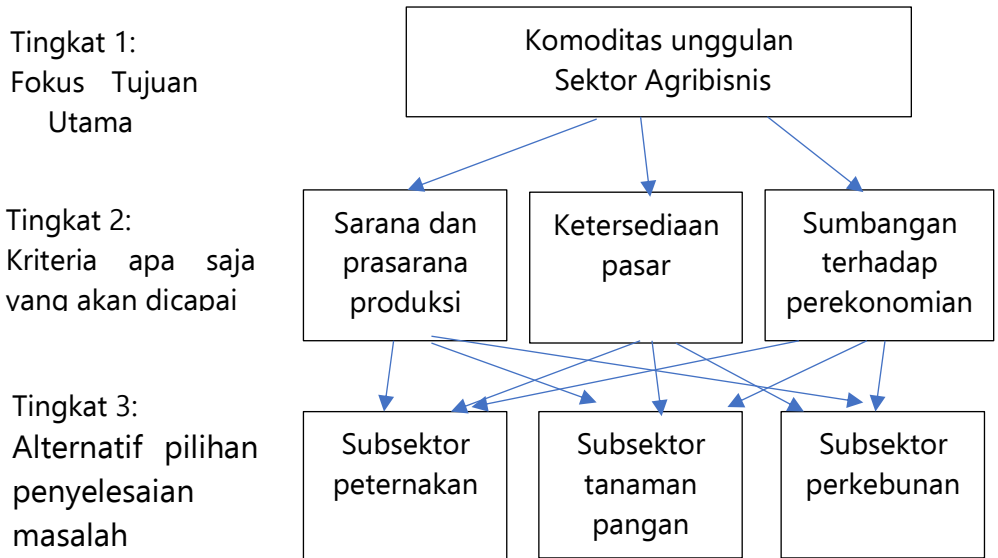 Tingkat 1:
Fokus Tujuan
Utama
Komoditas unggulan
Sektor Agribisnis
Tingkat 2:
Kriteria apa saja
yang akan dicapai
Sarana dan
prasarana
produksi
Ketersediaan
pasar
Sumbangan
terhadap
perekonomian
Tingkat 3:
Alternatif pilihan
penyelesaian
masalah
Subsektor
peternakan
Subsektor
tanaman
pangan
Subsektor
perkebunan